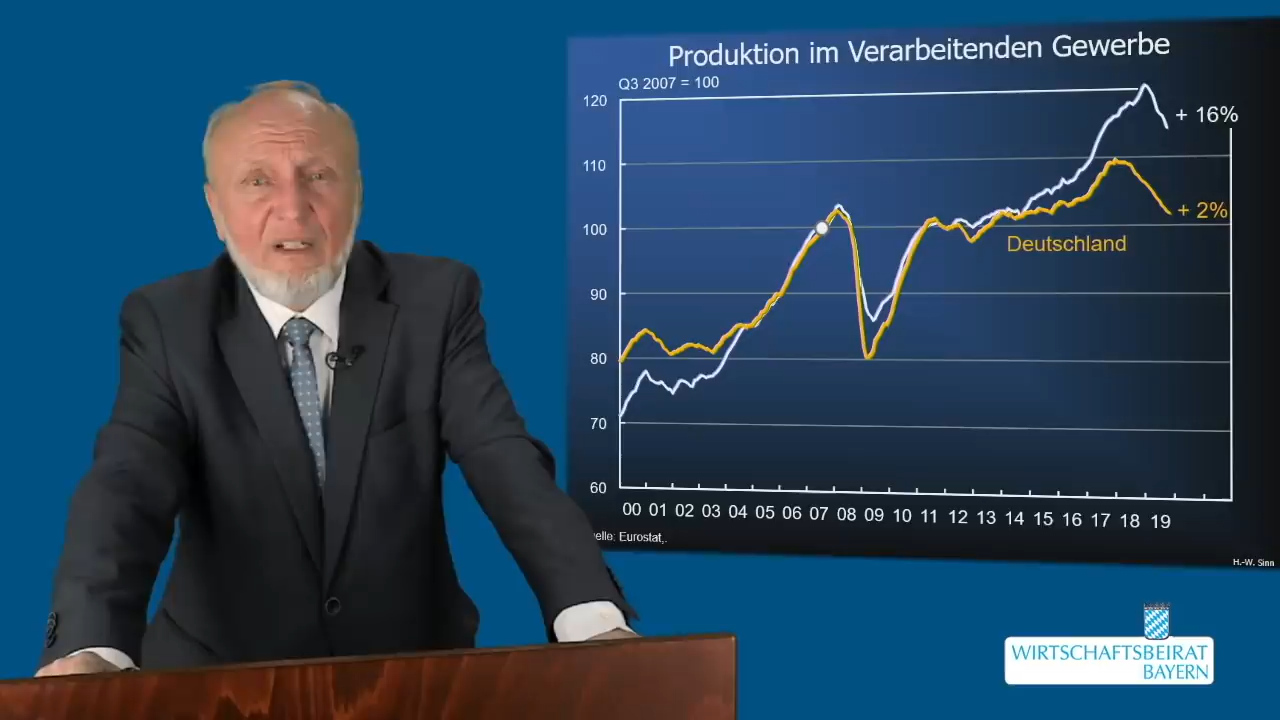 Produktion im Verarbeitenden Gewerbe
Q3 2007 = 100
120
+ 16%
110
+ 2%
100
Deutschland
90
80
70
60
00 01 02 03 04 05 06 07 08 09 10 11 12 13 14 15 16 17 18 19
elle: Eurostat,.
H.-W. Sinn
WIRTSCHAFTSBEIRAT
BAYERN